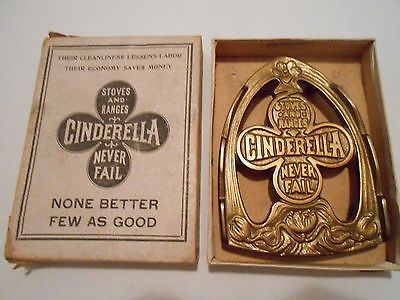 THEIR CLEANLINESS LESSENS LABOR
THEIR ECONOMY SAVES MONEY
STOVES
AND
RANGES
CINDERELLA
NEVER
FAIL
NONE BETTER
FEW AS GOOD
STOVES
RANGES
CINDERELLA
NEVER
FAIL